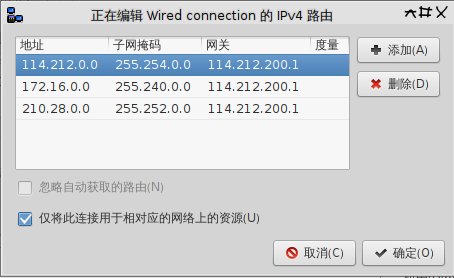 正在编辑 Wired connection 的 IPv4 路由
地址 子网掩码 网关 度量
114.212.0.0 255.254.0.0 114.212.200.1
172.16.0.0 255.240.0.0 114.212.200.1
210.28.0.0 255.252.0.0 114.212.200.1
添加(A)
删除(D)
忽略自动获取的路由(N)
仅将此连接用于相对应的网络上的资源(U)
取消(C) 确定(O)